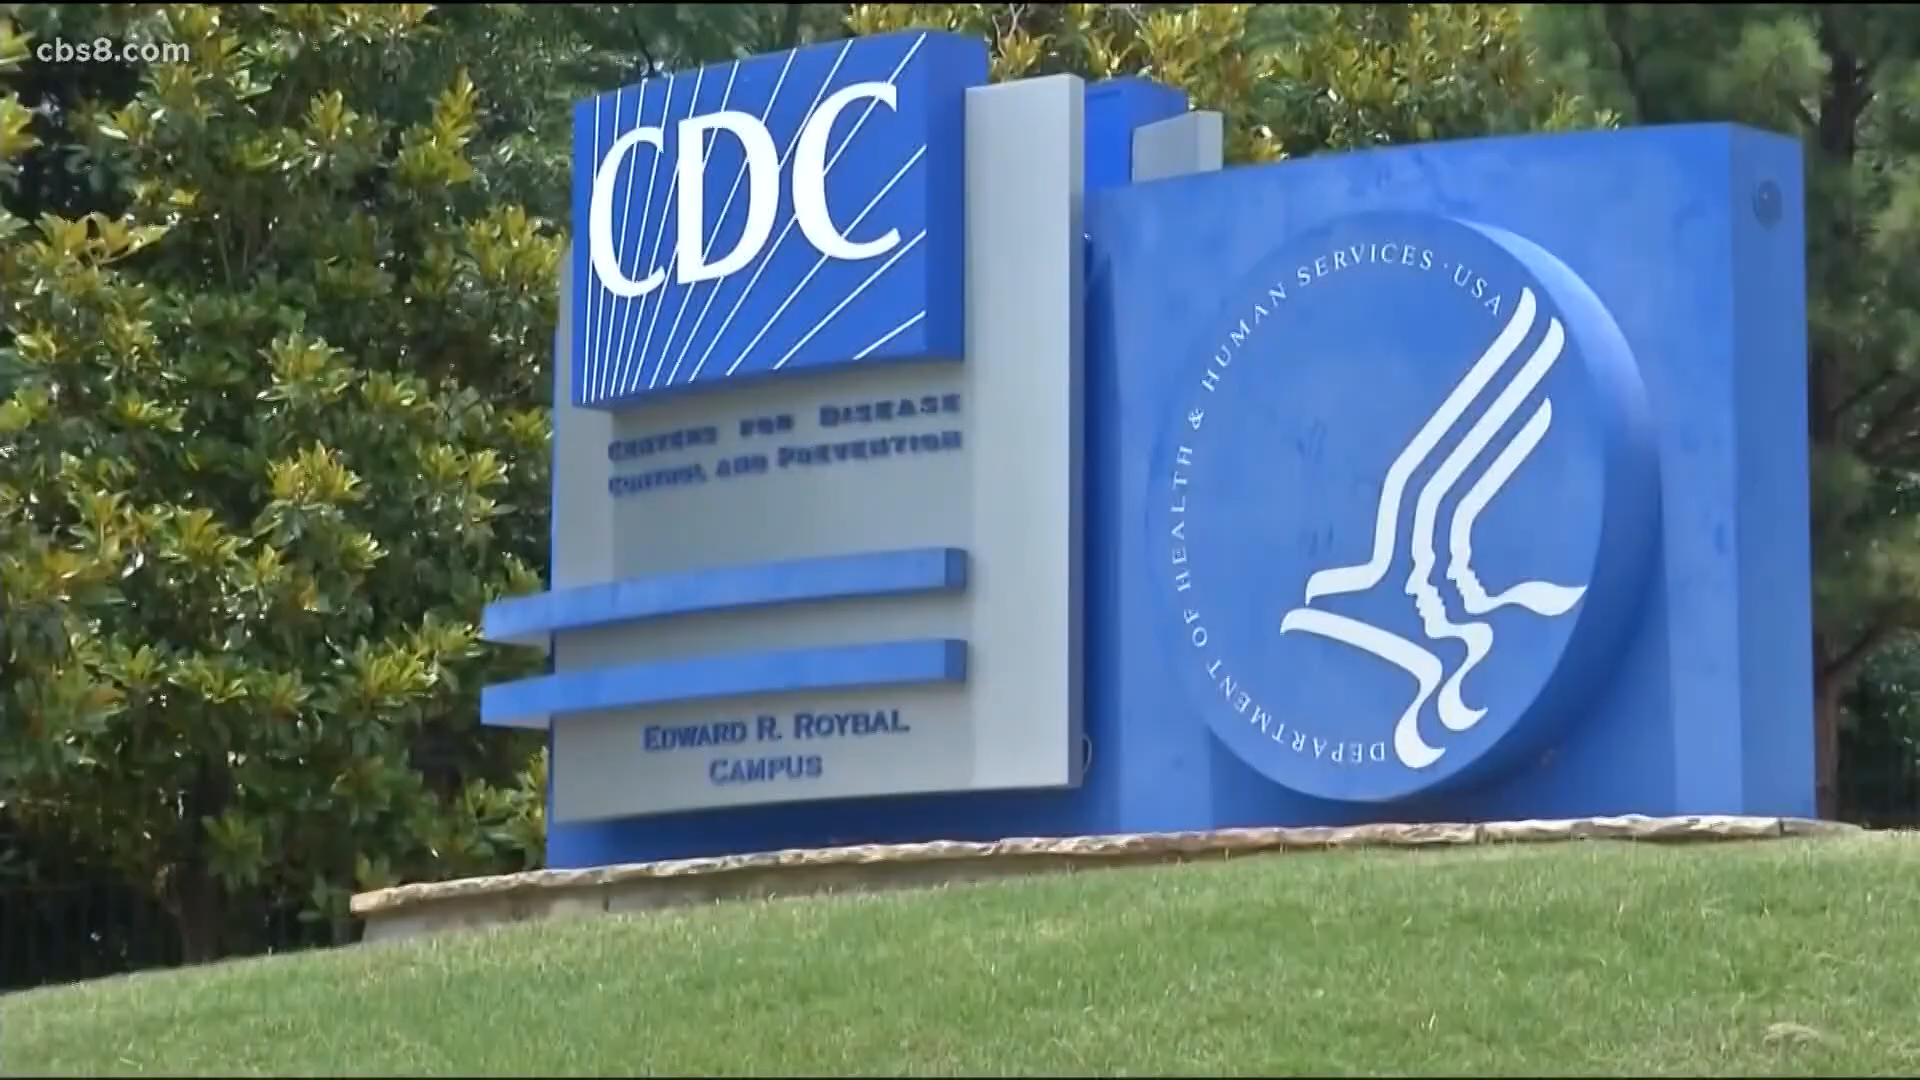 cbs8.com
CDC
CENTERS FOR DISEASE
CONTROL AND PREVENTION
EDWARD R. ROYBAL
CAMPUS
DEPARTMENT OF HEALTH & HUMAN SERVICES · USA